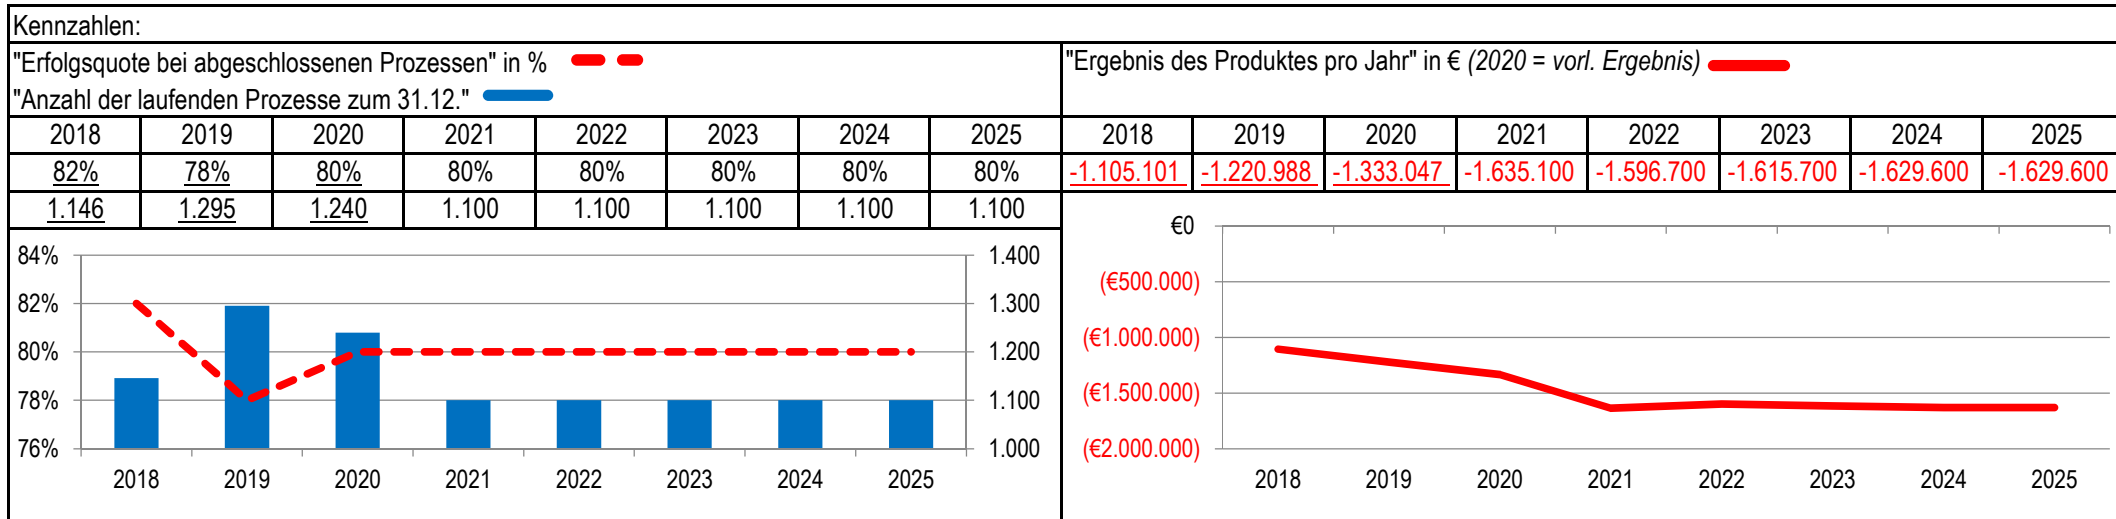 Kennzahlen:
"Erfolgsquote bei abgeschlossenen Prozessen" in %
"Anzahl der laufenden Prozesse zum 31.12."
2018 2019 2020 2021 2022 2023 2024 2025
82% 78% 80% 80% 80% 80% 80% 80%
1.146 1.295 1.240 1.100 1.100 1.100 1.100 1.100
84% 1.400
82% 1.300
80% 1.200
78% 1.100
76% 1.000
2018 2019 2020 2021 2022 2023 2024 2025
"Ergebnis des Produktes pro Jahr" in € (2020 = vorl. Ergebnis)
2018 2019 2020 2021 2022 2023 2024 2025
-1.105.101 -1.220.988 -1.333.047 -1.635.100 -1.596.700 -1.615.700 -1.629.600 -1.629.600
€0
(€500.000)
(€1.000.000)
(€1.500.000)
(€2.000.000)
2018 2019 2020 2021 2022 2023 2024 2025